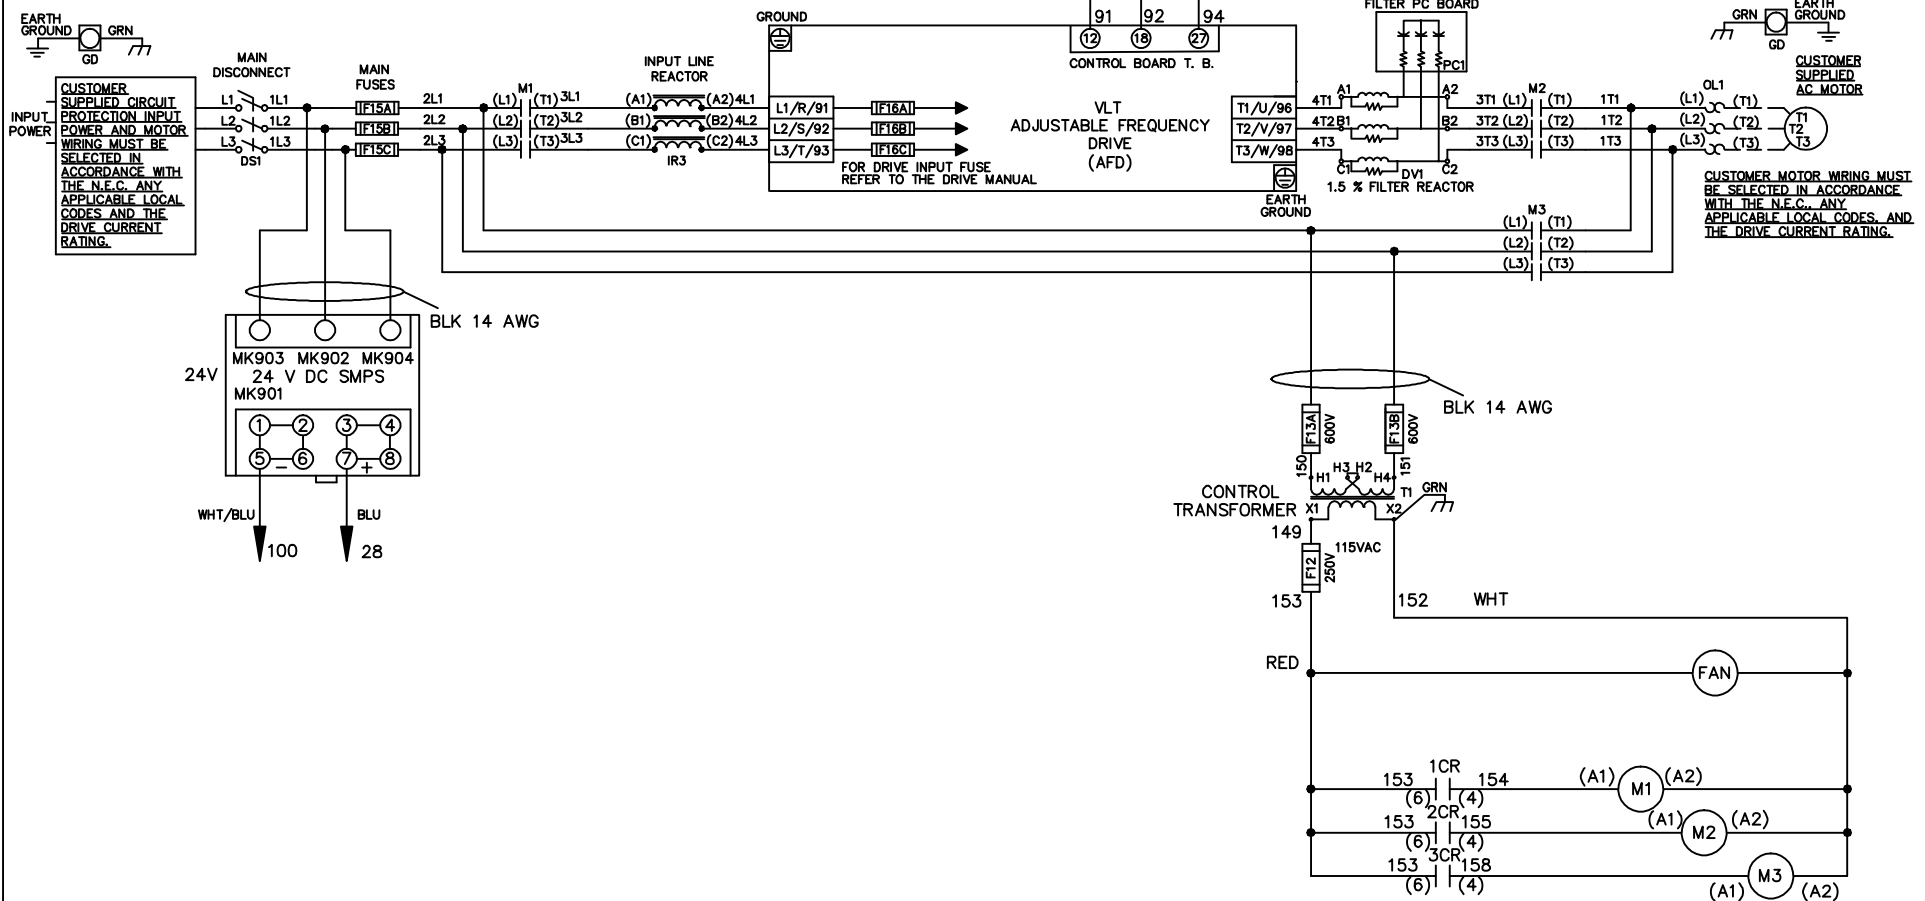 EARTH
GROUND
GRN
GD
INPUT
POWER
CUSTOMER
SUPPLIED CIRCUIT
PROTECTION INPUT
POWER AND MOTOR
WIRING MUST BE
SELECTED IN
ACCORDANCE WITH
THE N.E.C. ANY
APPLICABLE LOCAL
CODES AND THE
DRIVE CURRENT
RATING.
MAIN
DISCONNECT
L1 1L1
L2 1L2
L3 1L3
DS1
MAIN
FUSES
F15A
F15B
F15C
2L1
2L2
2L3
M1
(L1) (T1) 3L1
(L2) (T2) 3L2
(L3) (T3) 3L3
INPUT LINE
REACTOR
(A1) (A2) 4L1
(B1) (B2) 4L2
(C1) (C2) 4L3
IR3
GROUND
L1/R/91
L2/S/92
L3/T/93
F16A
F16B
F16C
FOR DRIVE INPUT FUSE
REFER TO THE DRIVE MANUAL
91 92 94
12 18 27
CONTROL BOARD T. B.
VLT
ADJUSTABLE FREQUENCY
DRIVE
(AFD)
T1/U/96
T2/V/97
T3/W/98
EARTH
GROUND
4T1
4T2
4T3
FILTER PC BOARD
PC1
A1 A2
B1 B2
C1 C2
DV1
1.5 % FILTER REACTOR
M2
3T1 (L1) (T1) 1T1
3T2 (L2) (T2) 1T2
3T3 (L3) (T3) 1T3
M3
(L1) (T1)
(L2) (T2)
(L3) (T3)
EARTH
GRN GROUND
GD
CUSTOMER
SUPPLIED
AC MOTOR
OL1
(L1) (T1)
(L2) (T2)
(L3) (T3)
T1
T2
T3
CUSTOMER MOTOR WIRING MUST
BE SELECTED IN ACCORDANCE
WITH THE N.E.C., ANY
APPLICABLE LOCAL CODES, AND
THE DRIVE CURRENT RATING.
BLK 14 AWG
MK903 MK902 MK904
24V
24 V DC SMPS
MK901
1 2 3 4
5 - 6 7 + 8
WHT/BLU
BLU
100
28
BLK 14 AWG
F13A
600V
F13B
600V
150
151
H1 H3 H2 H4
T1
GRN
CONTROL
TRANSFORMER
X1 X2
149
115VAC
F12
250V
153
152 WHT
RED
FAN
1CR
153 154 (A1) M1 (A2)
(6) (4)
2CR
153 155 (A1) M2 (A2)
(6) (4)
3CR
153 158 M3
(6) (4) (A1) (A2)